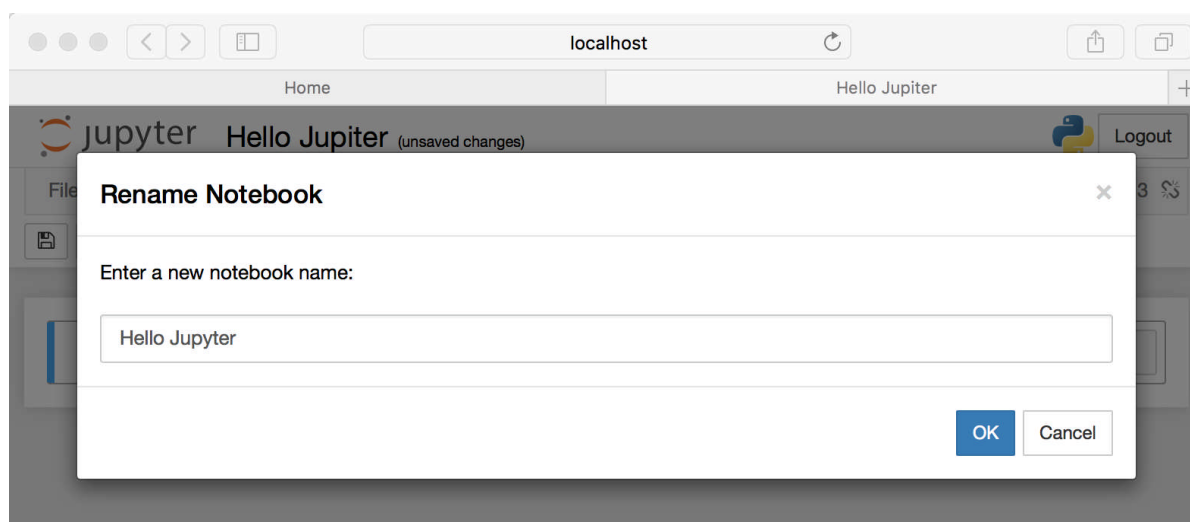 localhost
Home Hello Jupiter
jupyter Hello Jupiter (unsaved changes) Logout
File 3
Rename Notebook ×
Enter a new notebook name:
Hello Jupyter
OK Cancel